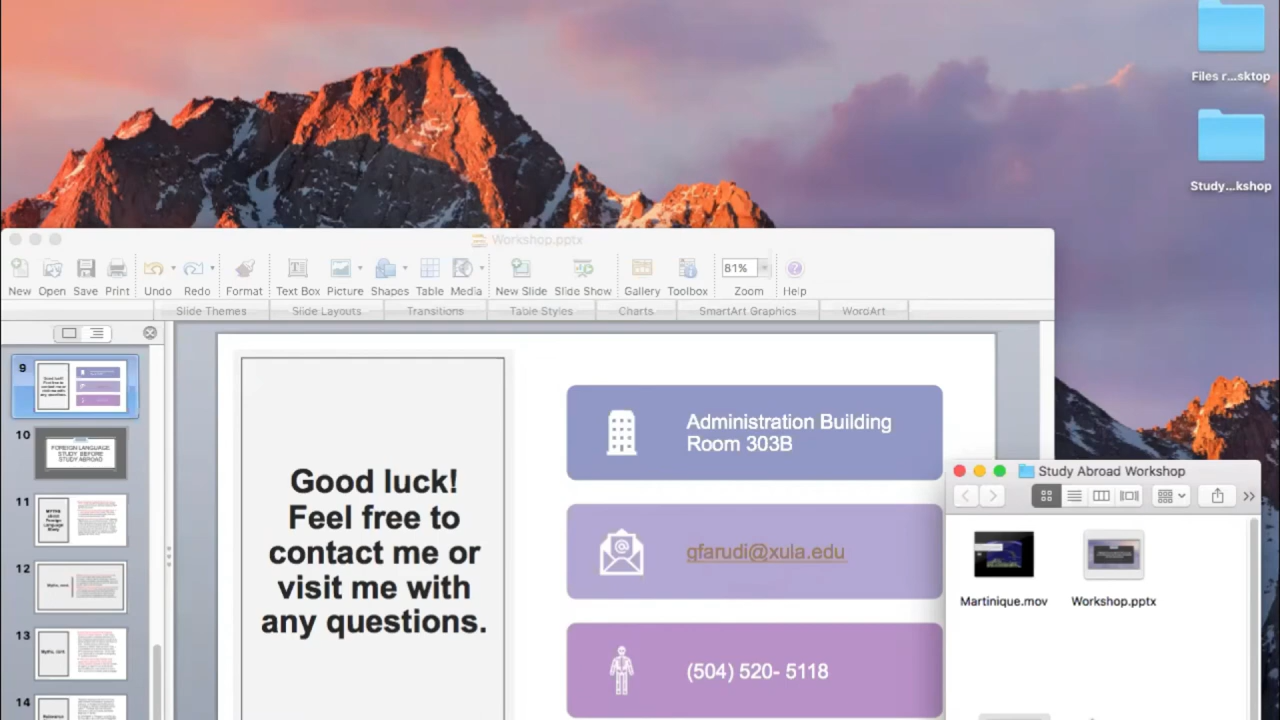 Files r...sktop
Study...kshop
Workshop.pptx
New Open Save Print Undo Redo Format Text Box Picture Shapes Table Media New Slide Slide Show Gallery Toolbox 81% Zoom Help
Slide Themes Slide Layouts Transitions Table Styles Charts SmartArt Graphics WordArt
9
10
FOREIGN LANGUAGE
STUDY BEFORE
STUDY ABROAD
11
12
13
14
Good luck!
Feel free to
contact me or
visit me with
any questions.
Administration Building
Room 303B
gfarudi@xula.edu
(504) 520- 5118
Study Abroad Workshop
Martinique.mov
Workshop.pptx